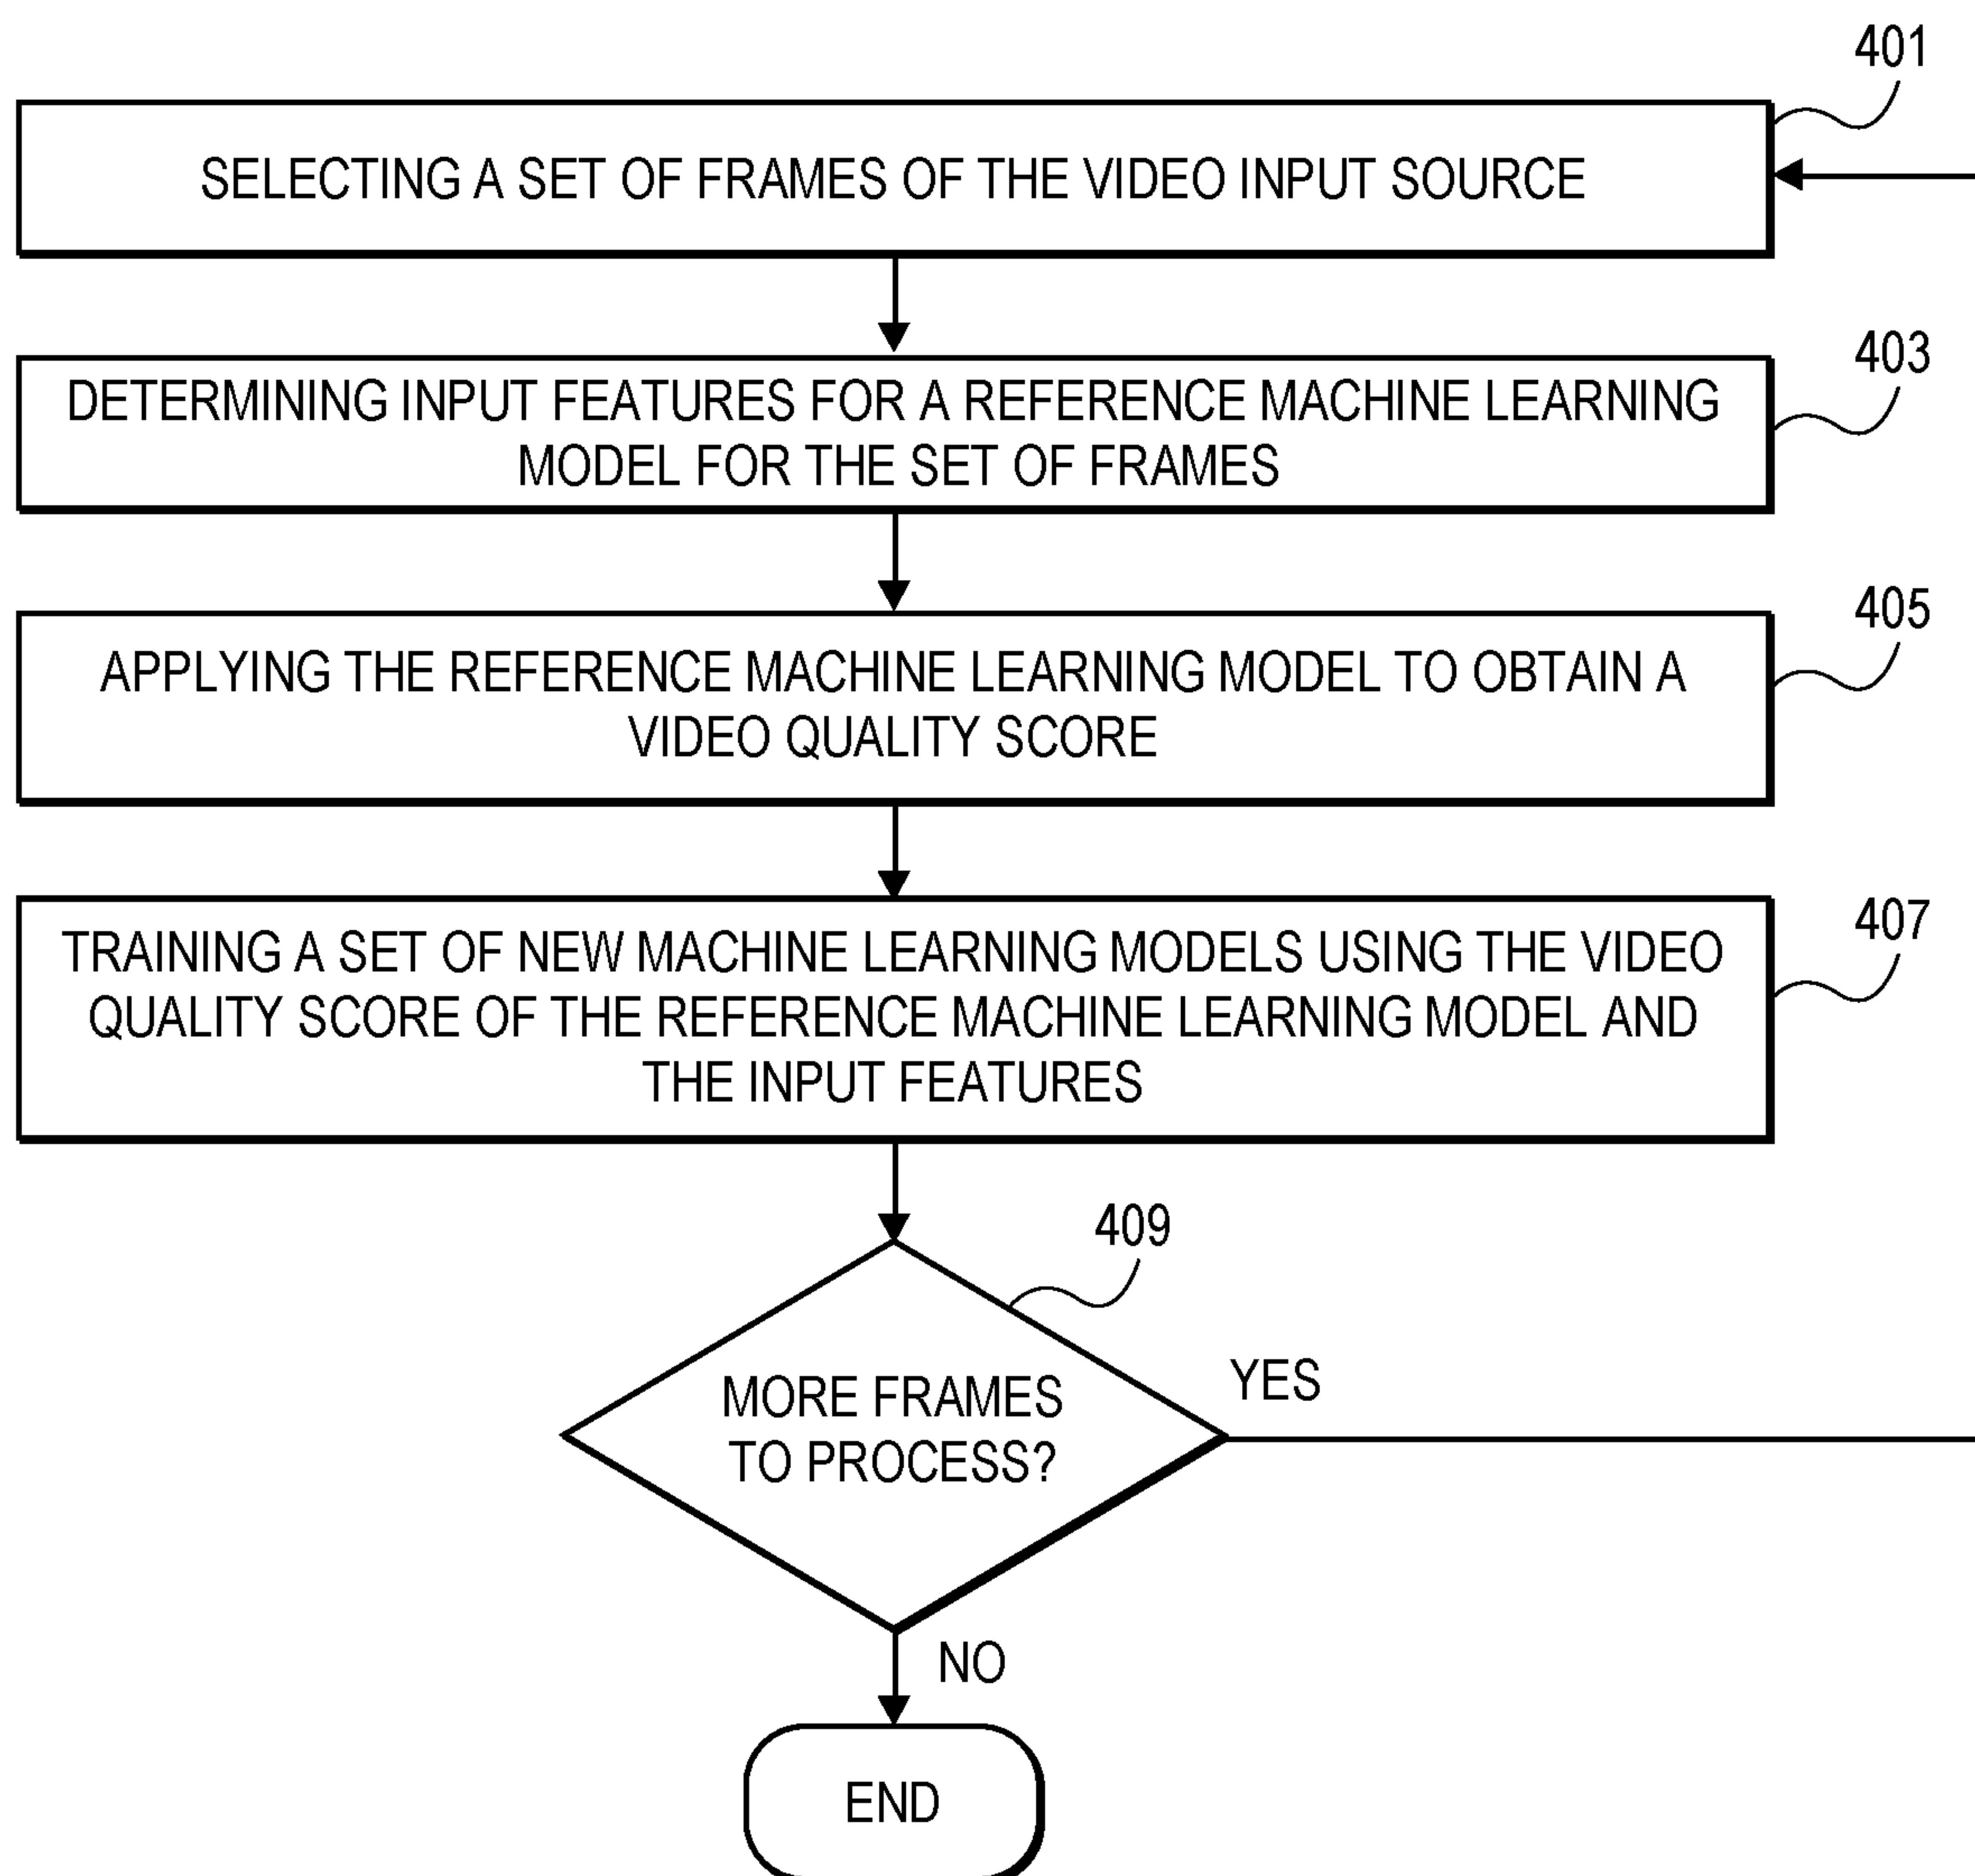 401
SELECTING A SET OF FRAMES OF THE VIDEO INPUT SOURCE
403
DETERMINING INPUT FEATURES FOR A REFERENCE MACHINE LEARNING
MODEL FOR THE SET OF FRAMES
405
APPLYING THE REFERENCE MACHINE LEARNING MODEL TO OBTAIN A
VIDEO QUALITY SCORE
407
TRAINING A SET OF NEW MACHINE LEARNING MODELS USING THE VIDEO
QUALITY SCORE OF THE REFERENCE MACHINE LEARNING MODEL AND
THE INPUT FEATURES
409
MORE FRAMES
TO PROCESS?
YES
NO
END